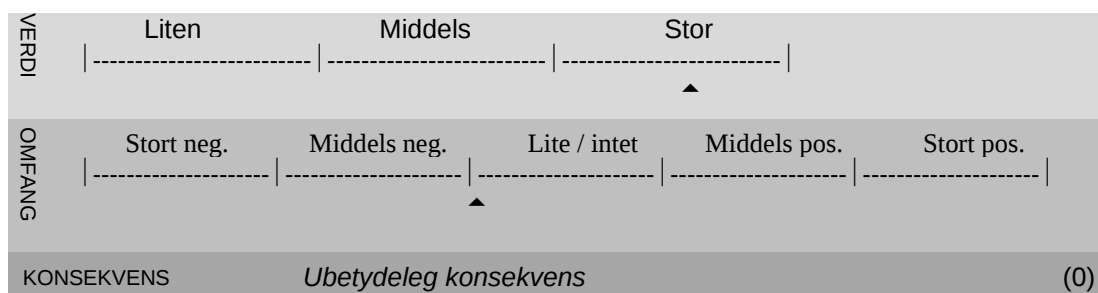 VERDI
Liten Middels Stor
|--------------------------|--------------------------|--------------------------|
OMFANG
Stort neg. Middels neg. Lite / intet Middels pos. Stort pos.
|---------------------|---------------------|---------------------|---------------------|---------------------|
KONSEKVENS Ubetydeleg konsekvens (0)